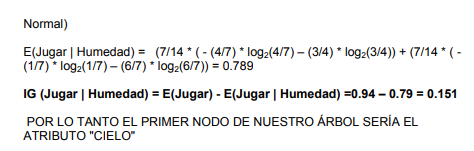 Normal)
E(Jugar | Humedad) = (7/14 * ( - (4/7) * log₂(4/7) – (3/4) * log₂(3/4)) + (7/14 * ( -
(1/7) * log₂(1/7) – (6/7) * log₂(6/7)) = 0.789
IG (Jugar | Humedad) = E(Jugar) - E(Jugar | Humedad) =0.94 – 0.79 = 0.151
POR LO TANTO EL PRIMER NODO DE NUESTRO ÁRBOL SERÍA EL
ATRIBUTO "CIELO"